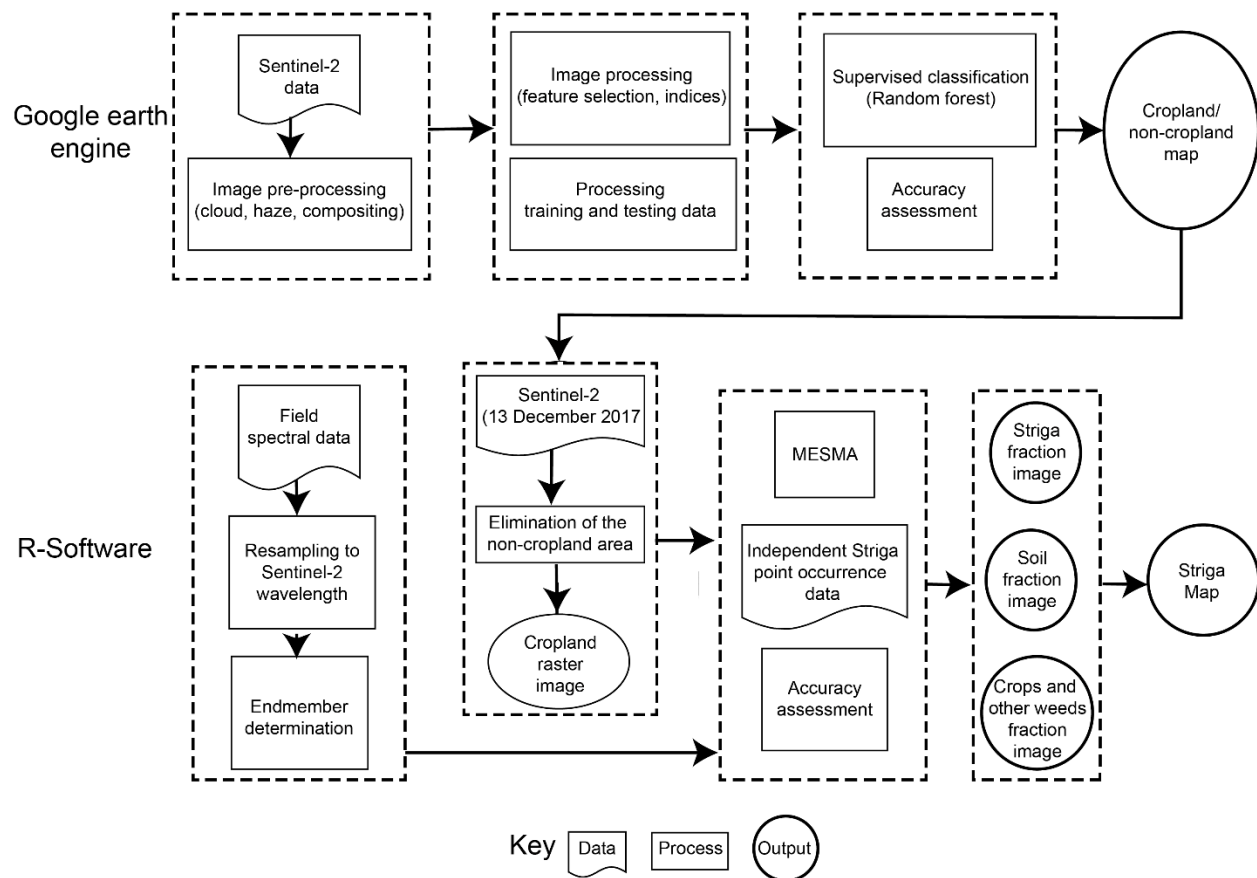 Google earth
engine
Sentinel-2
data
Image pre-processing
(cloud, haze, compositing)
Image processing
(feature selection, indices)
Processing
training and testing data
Supervised classification
(Random forest)
Accuracy
assessment
Cropland/
non-cropland
map
R-Software
Field
spectral data
Resampling to
Sentinel-2
wavelength
Endmember
determination
Sentinel-2
(13 December 2017
Elimination of the
non-cropland area
Cropland
raster
image
MESMA
Independent Striga
point occurrence
data
Accuracy
assessment
Striga
fraction
image
Soil
fraction
image
Crops and
other weeds
fraction
image
Striga
Map
Key
Data
Process
Output